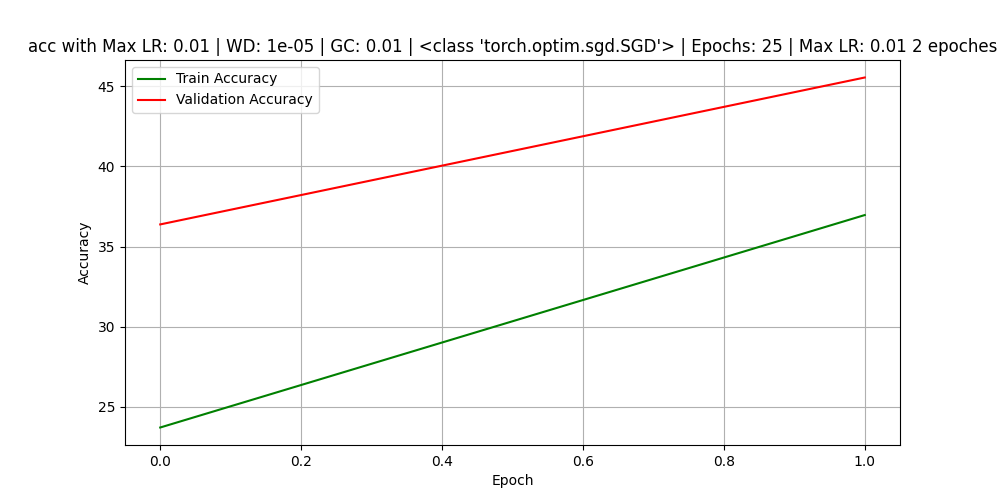 acc with Max LR: 0.01 | WD: 1e-05 | GC: 0.01 | <class 'torch.optim.sgd.SGD'> | Epochs: 25 | Max LR: 0.01 2 epoches
Train Accuracy
Validation Accuracy
45
40
35
30
25
Accuracy
0.0 0.2 0.4 0.6 0.8 1.0
Epoch